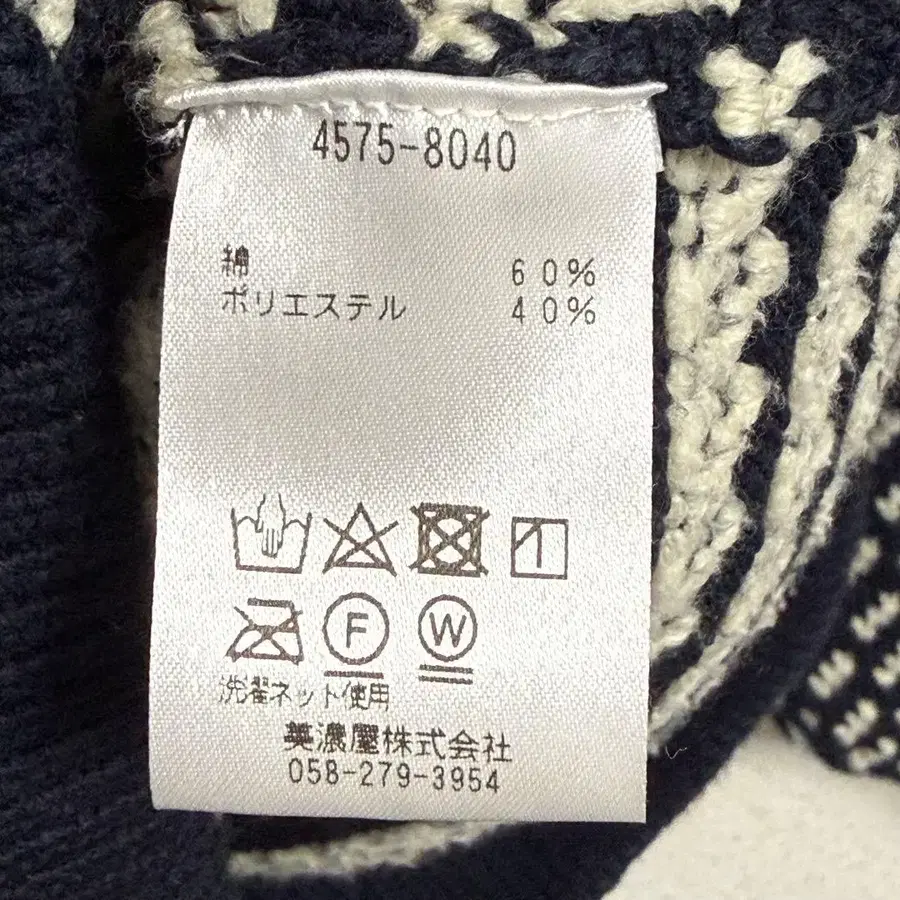 4575-8040
綿 60%
ポリエステル 40%
F W
洗濯ネット使用
美濃屋株式会社
058-279-3954